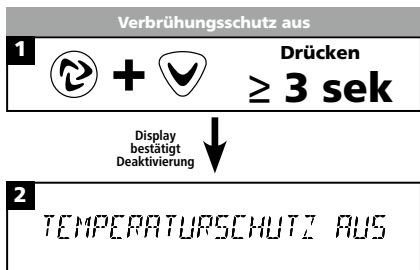 Verbrühungsschutz aus
1
+
Drücken
≥ 3 sek
Display
bestätigt
Deaktivierung
2
TEMPERATURSCHUTZ AUS